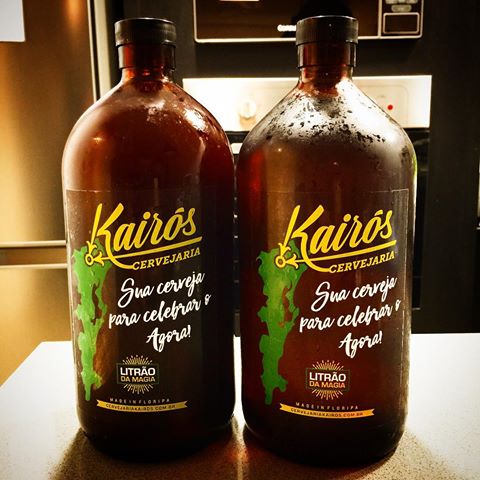 Kairós
CERVEJARIA
Sua cerveja
para celebrar o
Agora!
LITRÃO
DA MAGIA
MADE IN FLORIPA
CERVEJARIAKAIROS.COM.BR
Kairós
CERVEJARIA
Sua cerveja
para celebrar o
Agora!
LITRÃO
DA MAGIA
MADE IN FLORIPA
CERVEJARIAKAIROS.COM.BR